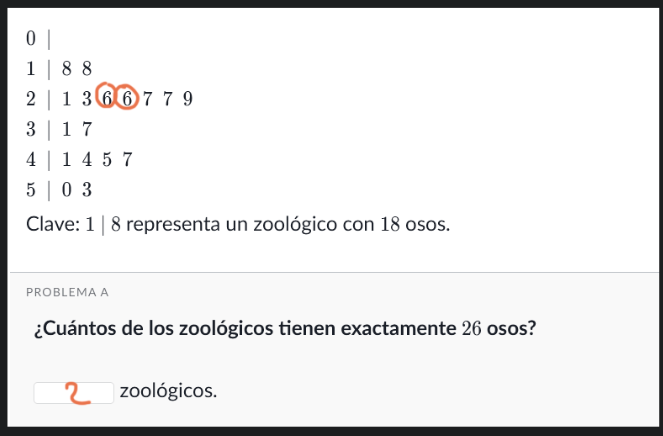 0 |
1 | 8 8
2 | 1 3 6 6 7 7 9
3 | 1 7
4 | 1 4 5 7
5 | 0 3
Clave: 1 | 8 representa un zoológico con 18 osos.
PROBLEMA A
¿Cuántos de los zoológicos tienen exactamente 26 osos?
2 zoológicos.